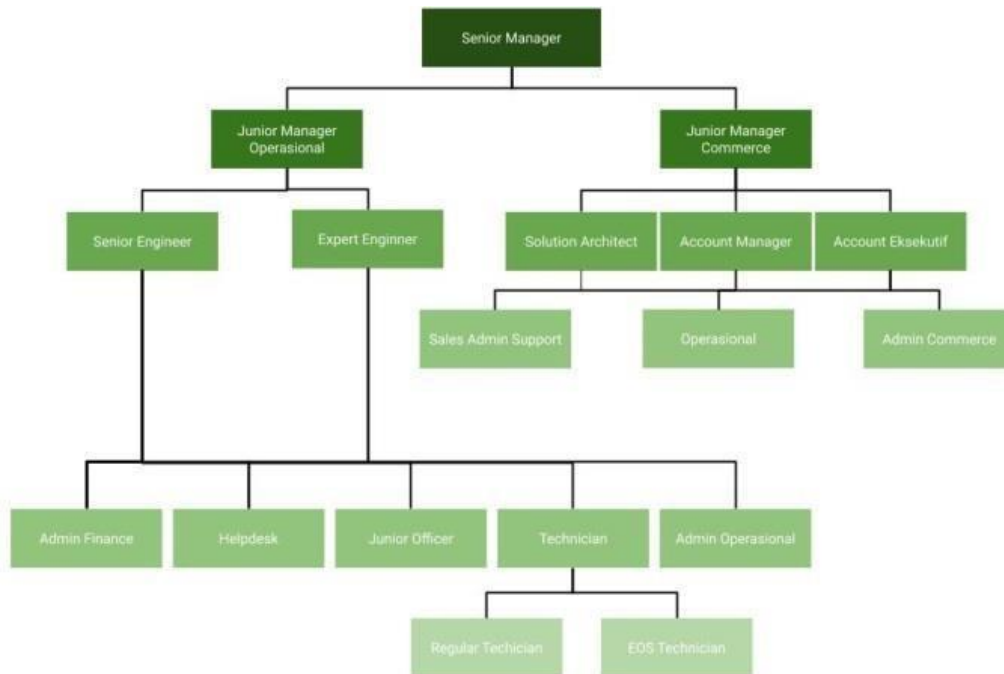 Senior Manager
Junior Manager
Operasional
Junior Manager
Commerce
Senior Engineer
Expert Enginner
Solution Architect
Account Manager
Account Eksekutif
Sales Admin Support
Operasional
Admin Commerce
Admin Finance
Helpdesk
Junior Officer
Technician
Admin Operasional
Regular Techician
EOS Technician